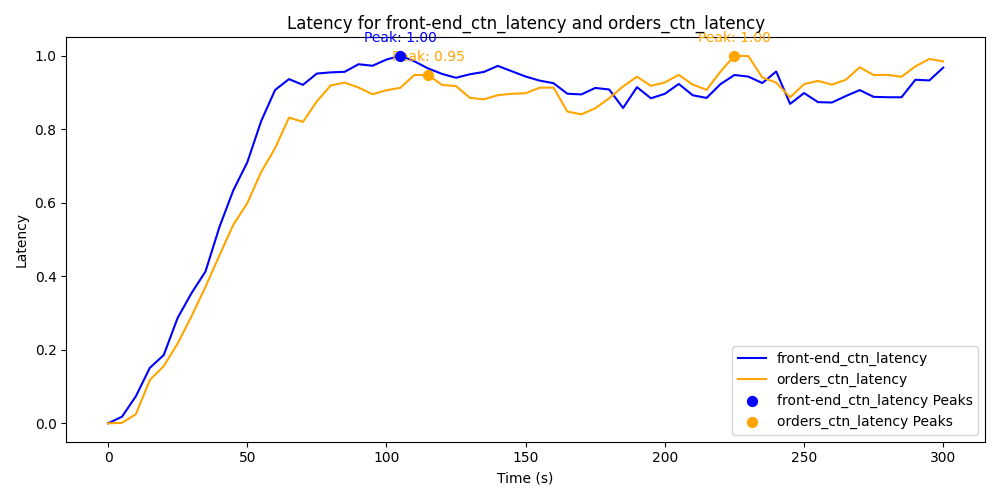 Latency for front-end_ctn_latency and orders_ctn_latency
Peak: 1.00
Peak: 1.00
Peak: 0.95
1.0
0.8
0.6
0.4
0.2
0.0
Latency
0
50
100
150
200
250
300
Time (s)
front-end_ctn_latency
orders_ctn_latency
front-end_ctn_latency Peaks
orders_ctn_latency Peaks